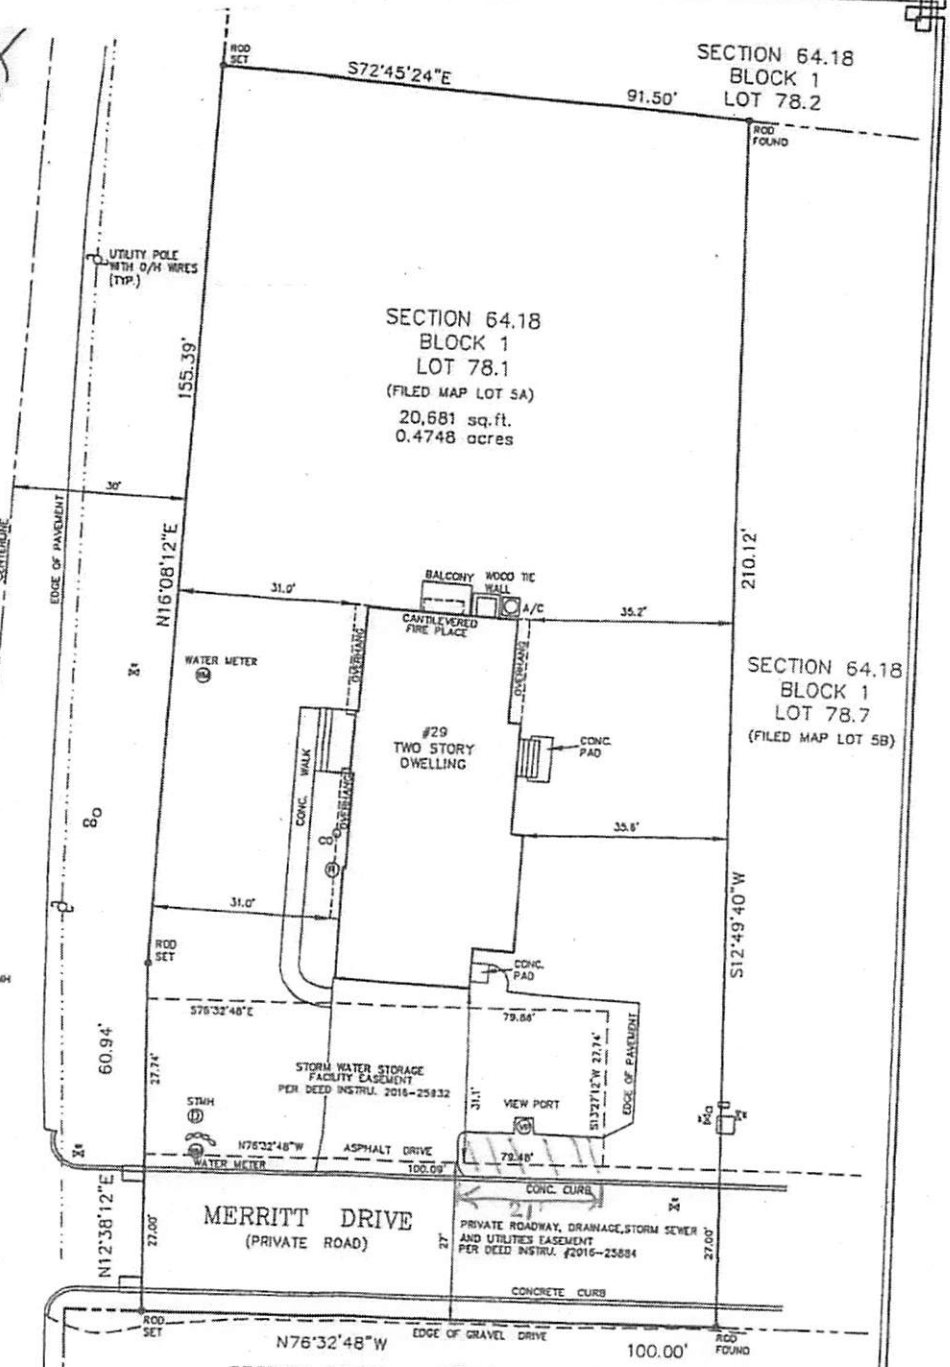 ROD
SET
S72°45'24"E
91.50'
SECTION 64.18
BLOCK 1
LOT 78.2
ROD
FOUND
UTILITY POLE
WITH O/H WIRES
(TYP.)
155.39'
SECTION 64.18
BLOCK 1
LOT 78.1
(FILED MAP LOT 5A)
20,681 sq.ft.
0.4748 acres
30'
CENTERLINE
EDGE OF PAVEMENT
N16°08'12"E
210.12'
BALCONY
WOOD TIE
WALL
A/C
31.0'
35.2'
CANTILEVERED
FIRE PLACE
OVERHANG
OVERHANG
WATER METER
WM
SECTION 64.18
BLOCK 1
LOT 78.7
(FILED MAP LOT 5B)
#29
TWO STORY
DWELLING
CONC.
PAD
CONC. WALK
OVERHANG
CO
CO
35.6'
31.0'
S12°49'40"W
ROD
SET
CONC.
PAD
MH
S76°32'48"E
79.88'
60.94'
27.74'
STORM WATER STORAGE
FACILITY EASEMENT
PER DEED INSTRU. 2016-25832
31.1'
S13°27'12"W 27.74'
EDGE OF PAVEMENT
STMH
D
VIEW PORT
VP
N76°32'48"W
ASPHALT DRIVE
WATER METER
100.09'
79.48'
CONC. CURB
21'
N12°38'12"E
27.00'
MERRITT DRIVE
(PRIVATE ROAD)
27'
PRIVATE ROADWAY, DRAINAGE, STORM SEWER
AND UTILITIES EASEMENT
PER DEED INSTRU. #2016-25884
27.00'
CONCRETE CURB
ROD
SET
N76°32'48"W
EDGE OF GRAVEL DRIVE
100.00'
ROD
FOUND